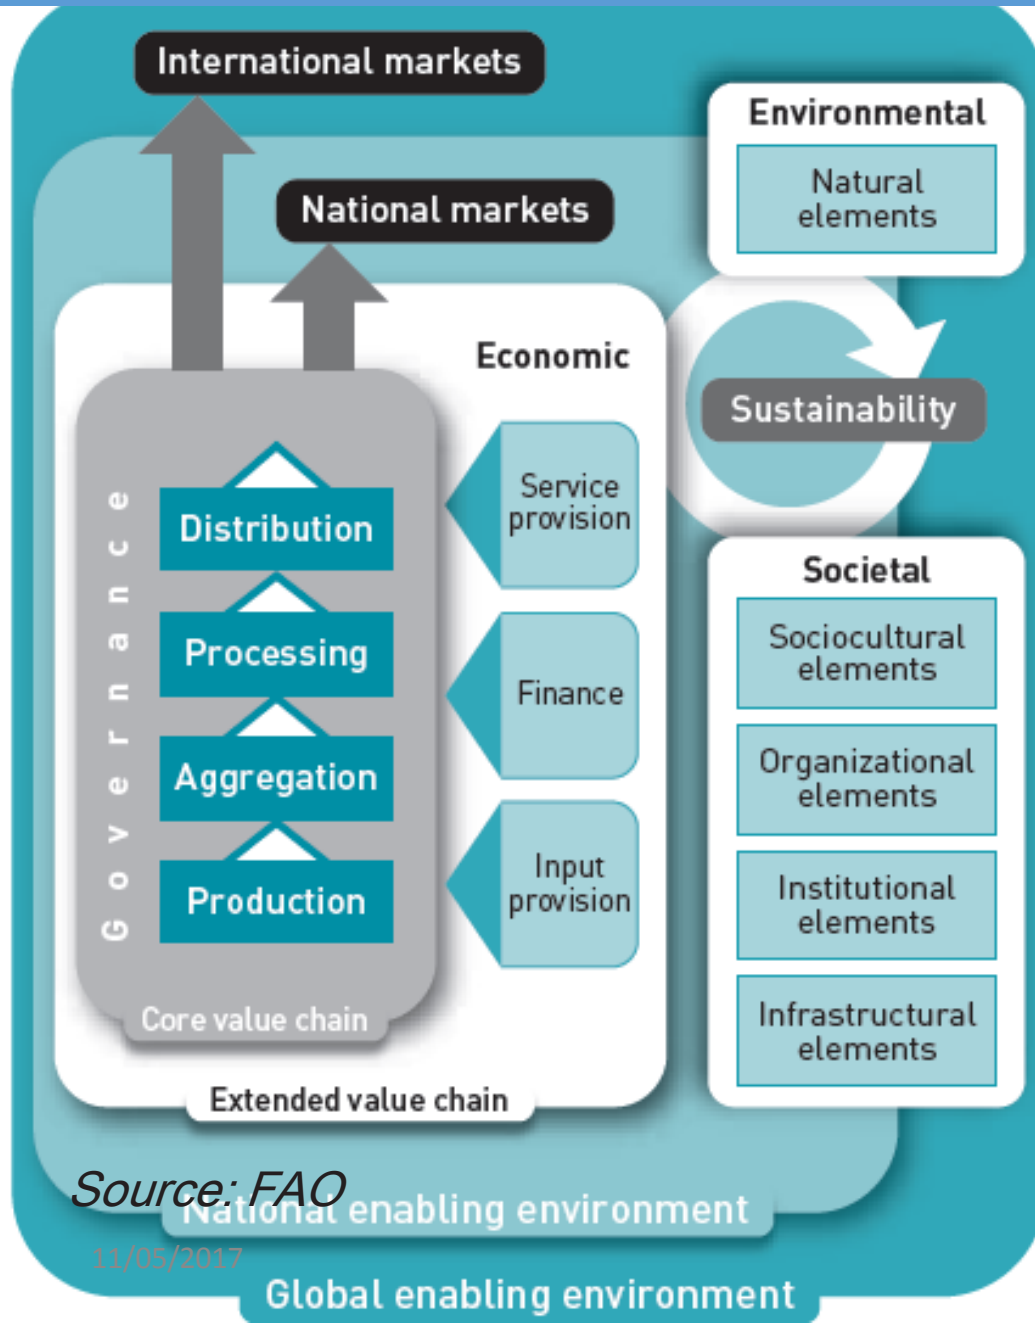 International markets
National markets
Environmental
Natural
elements
Economic
Sustainability
Governance
Distribution
Processing
Aggregation
Production
Service
provision
Finance
Input
provision
Societal
Sociocultural
elements
Organizational
elements
Institutional
elements
Infrastructural
elements
Core value chain
Extended value chain
Source: FAO
National enabling environment
11/05/2017
Global enabling environment